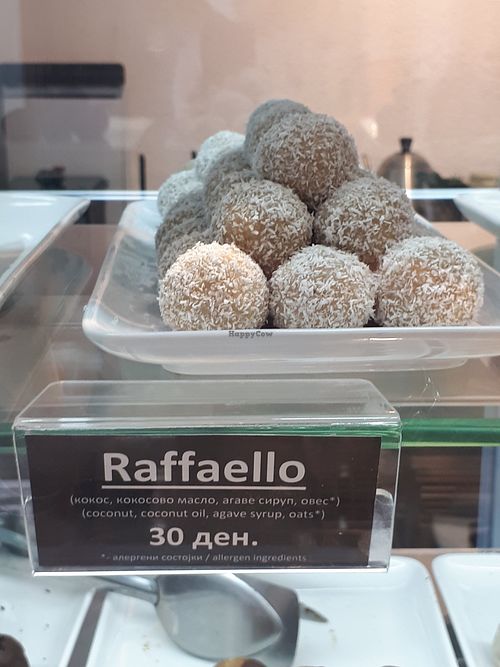 HappyCow
Raffaello
(кокос, кокосово масло, агаве сируп, овес*)
(coconut, coconut oil, agave syrup, oats*)
30 ден.
*- алергени состојки / allergen ingredients